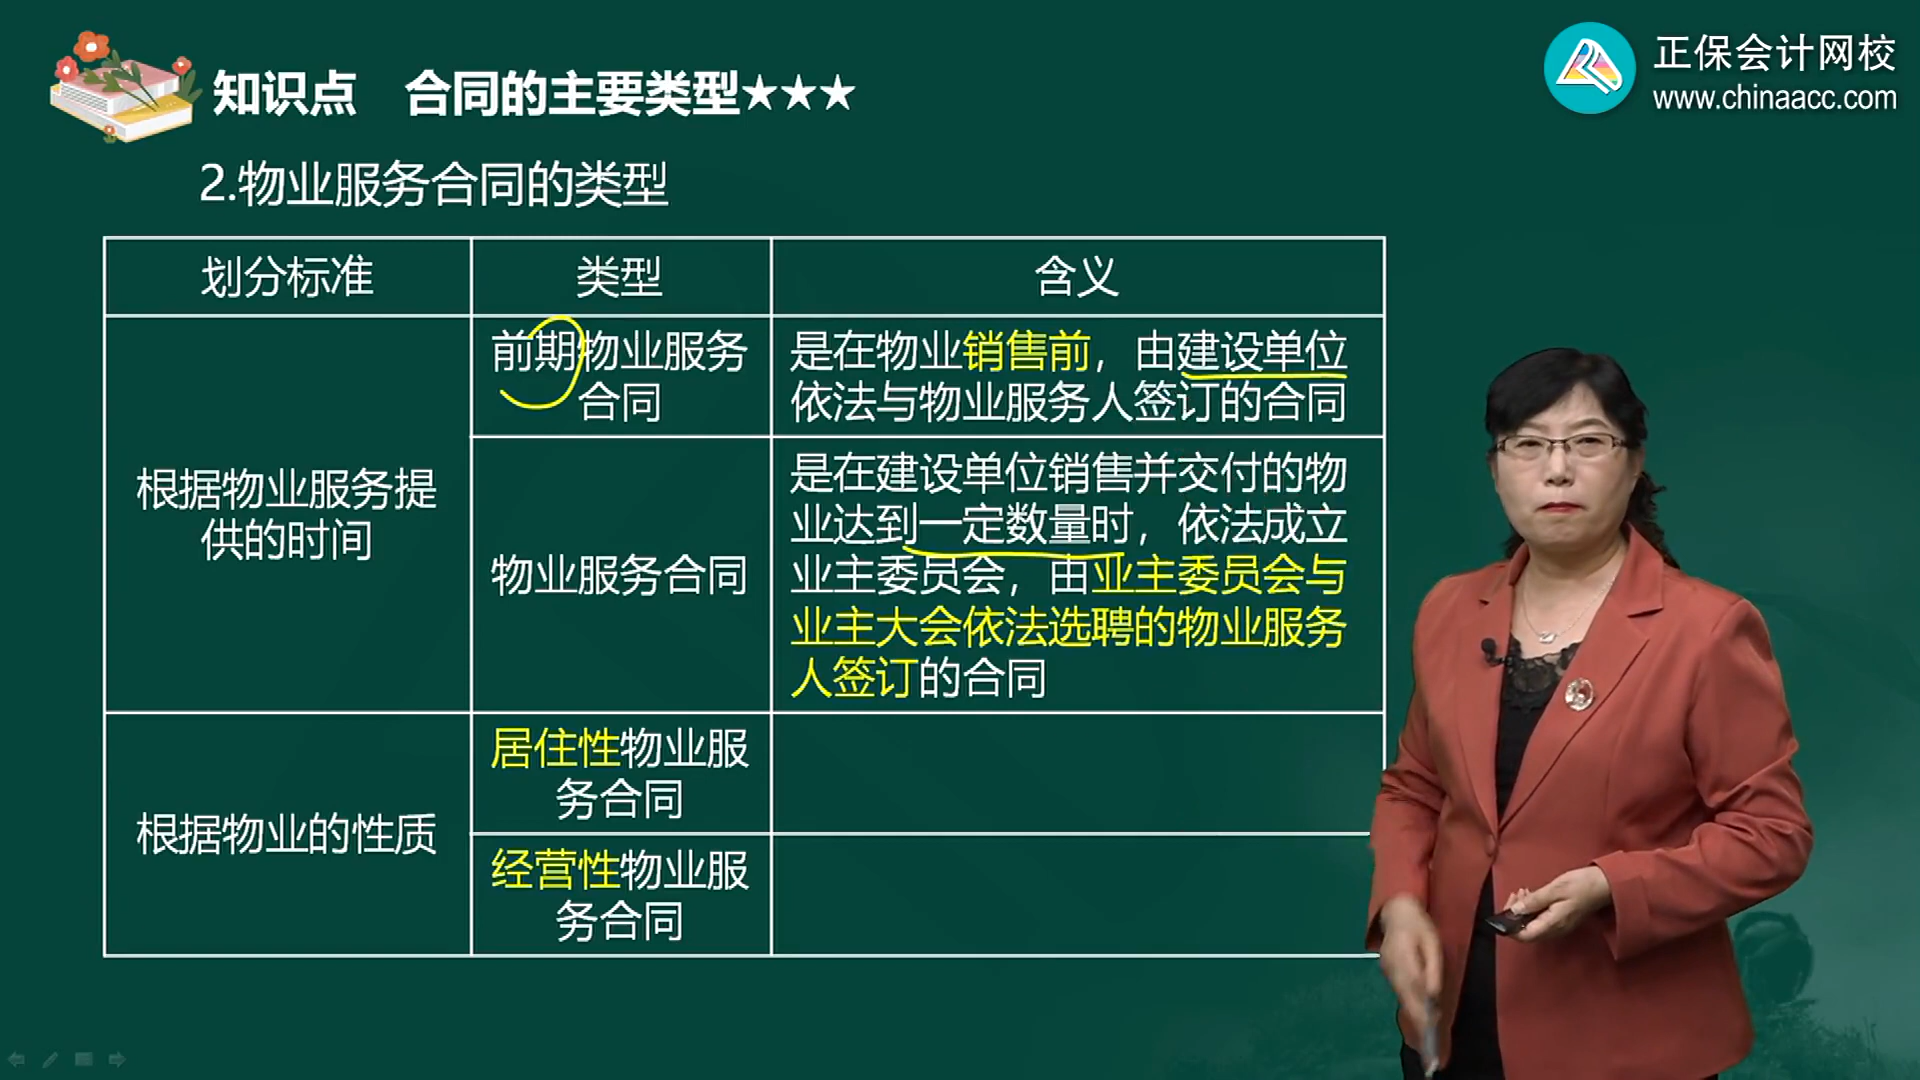 知识点 合同的主要类型★★★
正保会计网校
www.chinaacc.com
2.物业服务合同的类型
划分标准
类型
含义
根据物业服务提
供的时间
前期物业服务
合同
是在物业销售前，由建设单位
依法与物业服务人签订的合同
物业服务合同
是在建设单位销售并交付的物
业达到一定数量时，依法成立
业主委员会，由业主委员会与
业主大会依法选聘的物业服务
人签订的合同
根据物业的性质
居住性物业服
务合同
经营性物业服
务合同